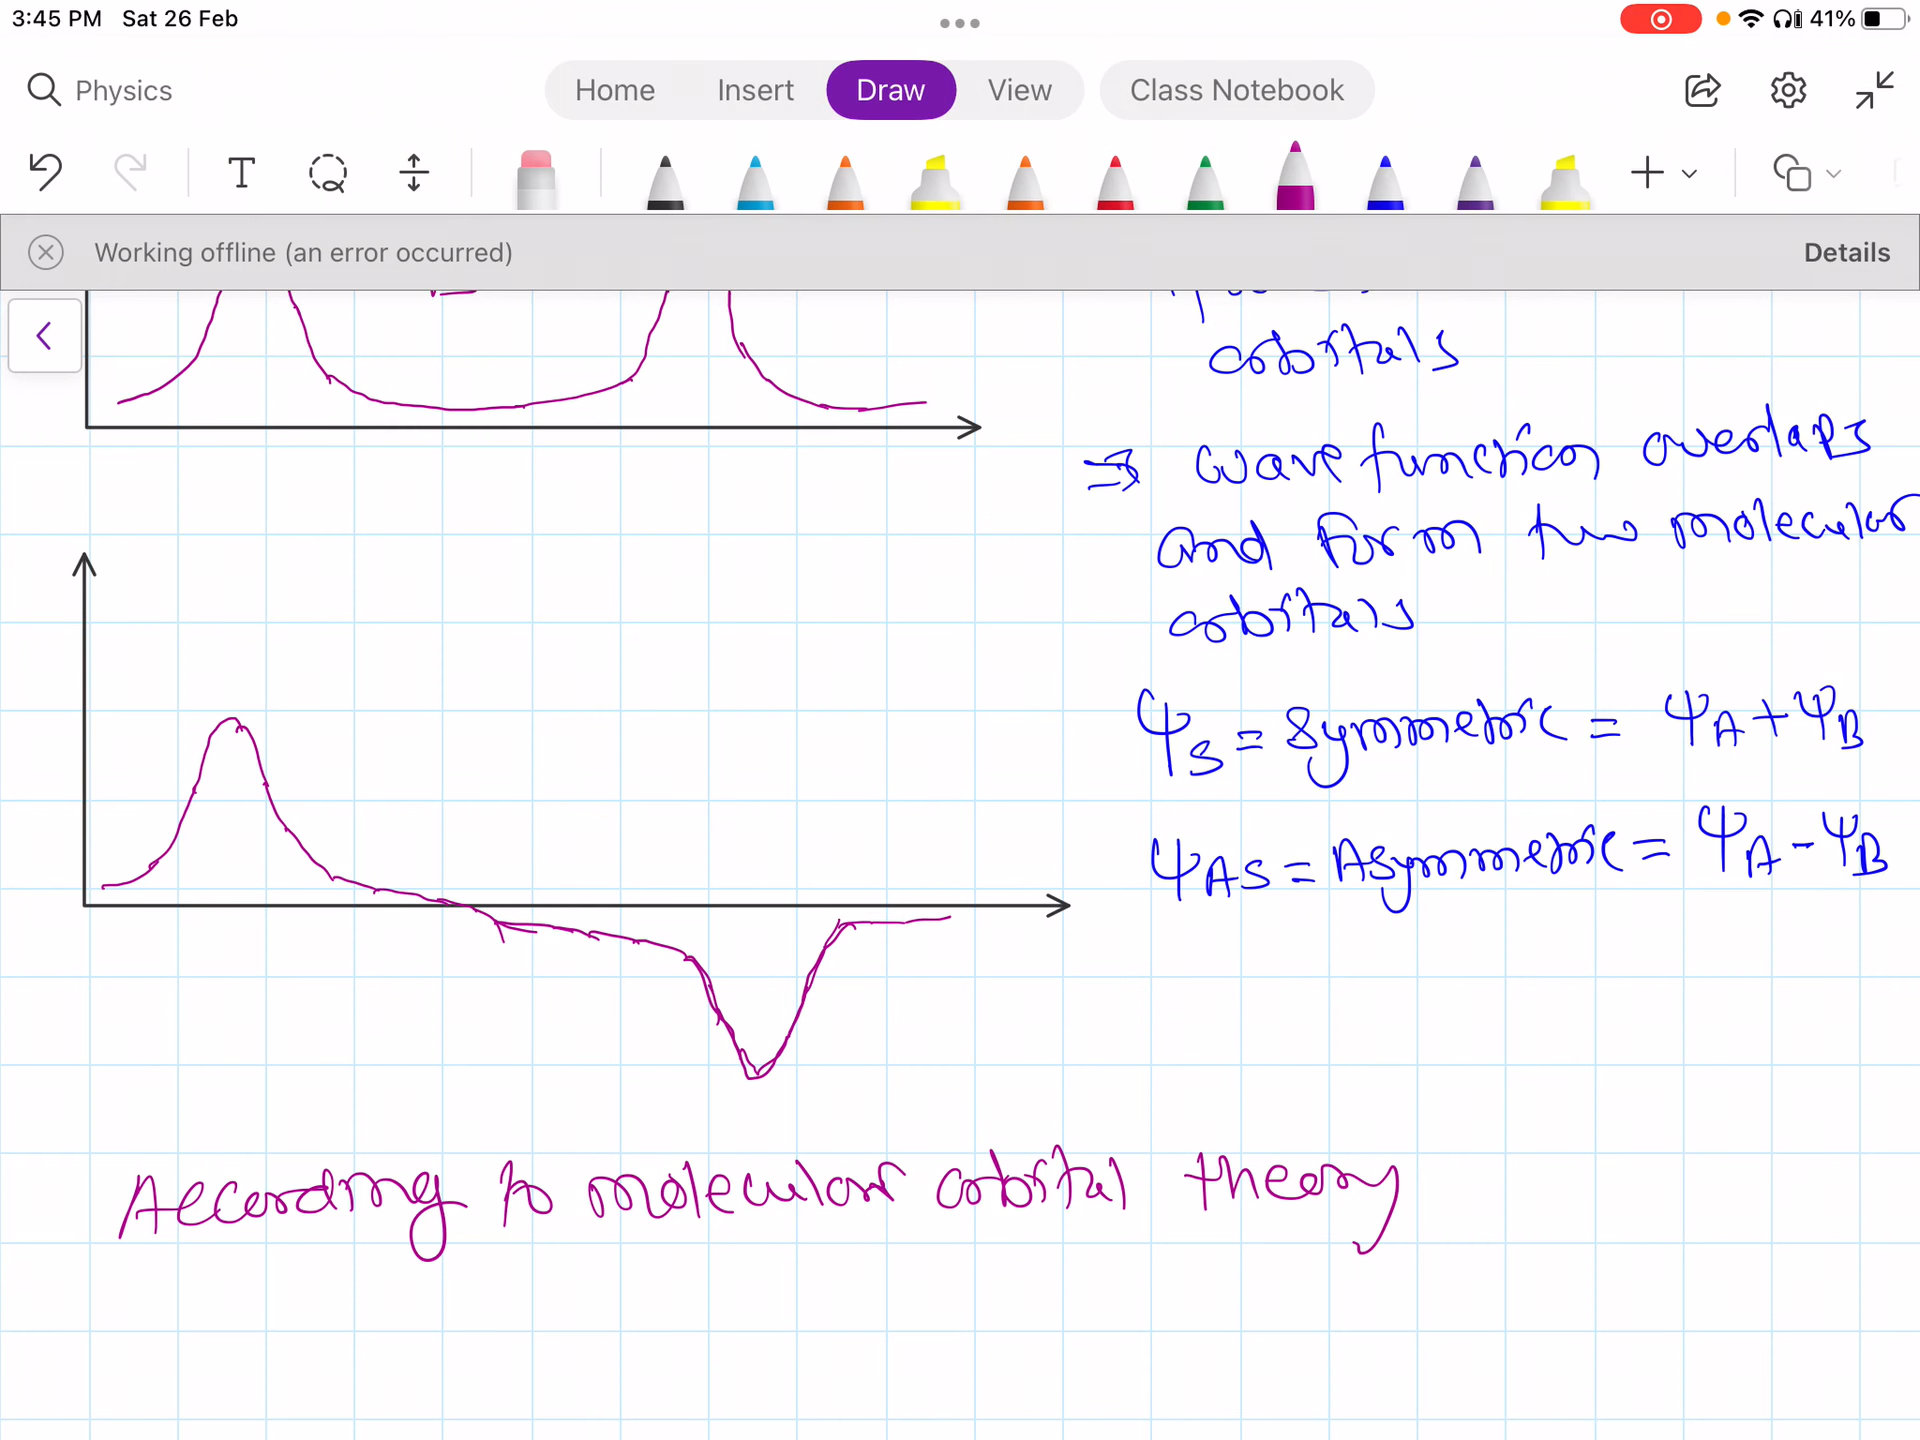 3:45 PM Sat 26 Feb
41%
Physics
Home Insert Draw View Class Notebook
T
Working offline (an error occurred)
Details
orbitals
⇒ wave function overlaps
and form two molecular
orbitals
ψS = Symmetric = ψA + ψB
ψAS = Asymmetric = ψA - ψB
According to molecular orbital theory